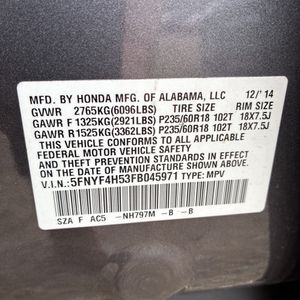 MFD. BY HONDA MFG. OF ALABAMA, LLC 12/'14
GVWR 2765KG(6096LBS) TIRE SIZE RIM SIZE
GAWR F 1325KG(2921LBS) P235/60R18 102T 18X7.5J
GAWR R 1525KG(3362LBS) P235/60R18 102T 18X7.5J
THIS VEHICLE CONFORMS TO ALL APPLICABLE
FEDERAL MOTOR VEHICLE SAFETY AND THEFT
PREVENTION STANDARDS IN EFFECT ON THE DATE
OF MANUFACTURE SHOWN ABOVE.
V.I.N.: 5FNYF4H53FB045971 TYPE: MPV
SZA F AC5 -NH797M -B -B